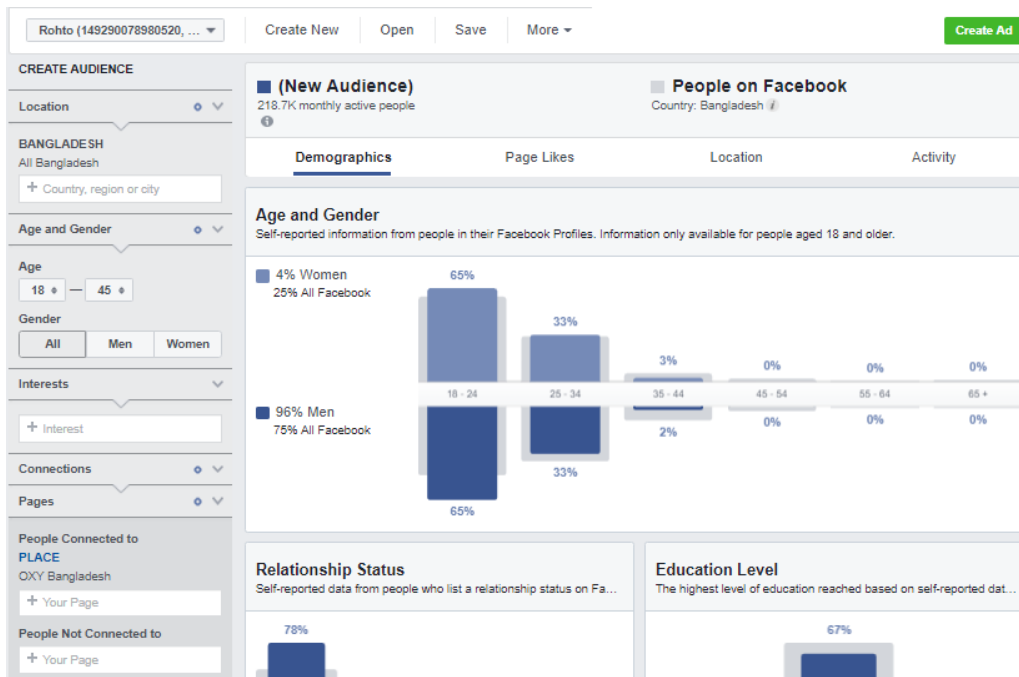 Rohto (149290078980520, ...
Create New
Open
Save
More
Create Ad
CREATE AUDIENCE
Location
BANGLADESH
All Bangladesh
+ Country, region or city
Age and Gender
Age
18 — 45
Gender
All
Men
Women
Interests
+ Interest
Connections
Pages
People Connected to
PLACE
OXY Bangladesh
+ Your Page
People Not Connected to
+ Your Page
(New Audience)
218.7K monthly active people
People on Facebook
Country: Bangladesh
Demographics
Page Likes
Location
Activity
Age and Gender
Self-reported information from people in their Facebook Profiles. Information only available for people aged 18 and older.
4% Women
25% All Facebook
65%
33%
3%
0%
0%
0%
18 - 24
25 - 34
35 - 44
45 - 54
55 - 64
65 +
96% Men
75% All Facebook
65%
33%
2%
0%
0%
0%
Relationship Status
Self-reported data from people who list a relationship status on Fa...
78%
Education Level
The highest level of education reached based on self-reported dat...
67%